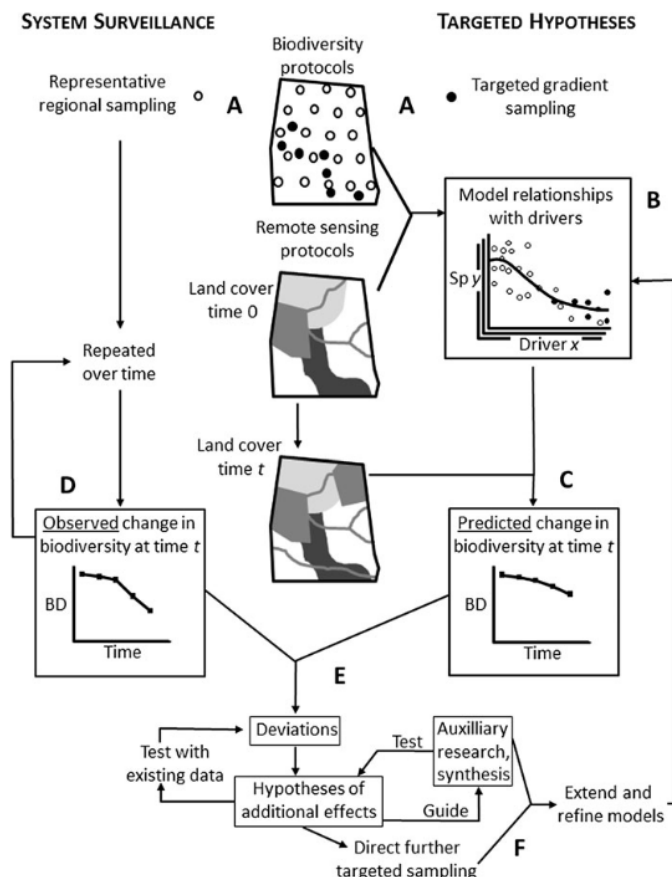 SYSTEM SURVEILLANCE
TARGETED HYPOTHESES
Biodiversity
protocols
Representative
regional sampling
A
A
Targeted gradient
sampling
B
Model relationships
with drivers
Sp y
Driver x
Remote sensing
protocols
Land cover
time 0
Repeated
over time
Land cover
time t
D
C
Observed change in
biodiversity at time t
BD
Time
Predicted change in
biodiversity at time t
BD
Time
E
Deviations
Test with
existing data
Hypotheses of
additional effects
Test
Guide
Auxilliary
research,
synthesis
Extend and
refine models
Direct further
targeted sampling
F